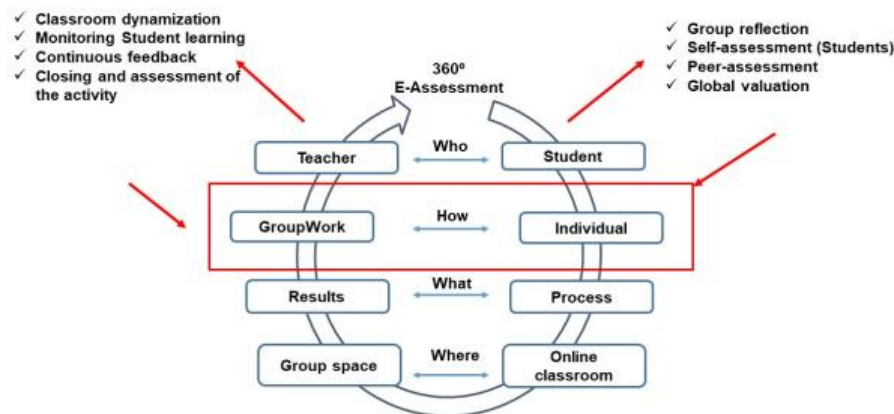 ✓ Classroom dynamization
✓ Monitoring Student learning
✓ Continuous feedback
✓ Closing and assessment of
the activity
✓ Group reflection
✓ Self-assessment (Students)
✓ Peer-assessment
✓ Global valuation
360º
E-Assessment
Teacher
Who
Student
GroupWork
How
Individual
Results
What
Process
Group space
Where
Online
classroom